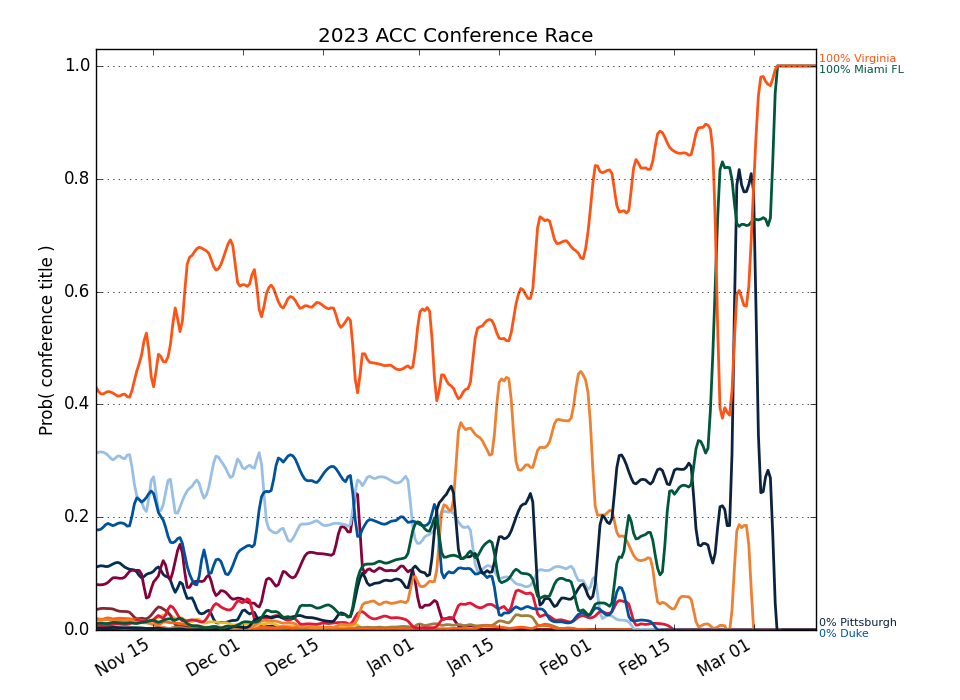 2023 ACC Conference Race
Prob( conference title )
1.0
0.8
0.6
0.4
0.2
0.0
Nov 15
Dec 01
Dec 15
Jan 01
Jan 15
Feb 01
Feb 15
Mar 01
100% Virginia
100% Miami FL
0% Pittsburgh
0% Duke